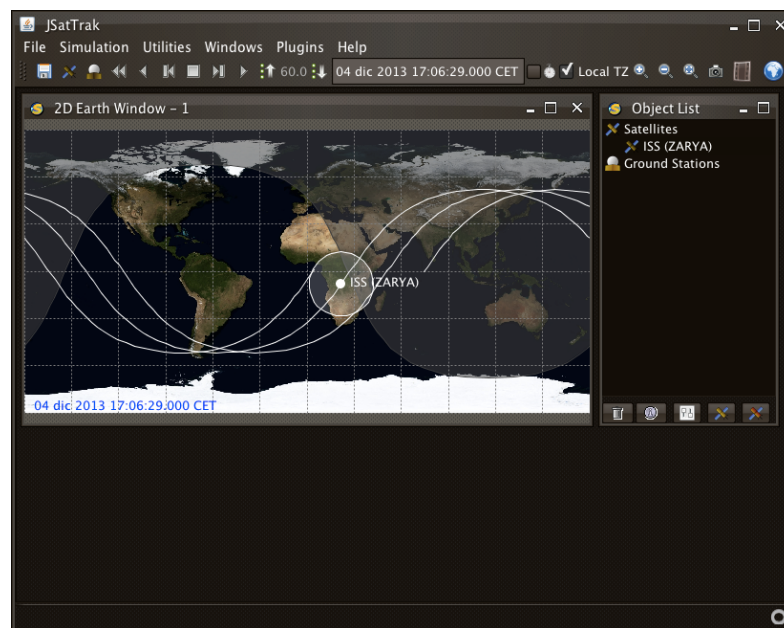 JSatTrak
File Simulation Utilities Windows Plugins Help
60.0 04 dic 2013 17:06:29.000 CET Local TZ
2D Earth Window – 1
Object List
Satellites
ISS (ZARYA)
Ground Stations
ISS (ZARYA)
04 dic 2013 17:06:29.000 CET